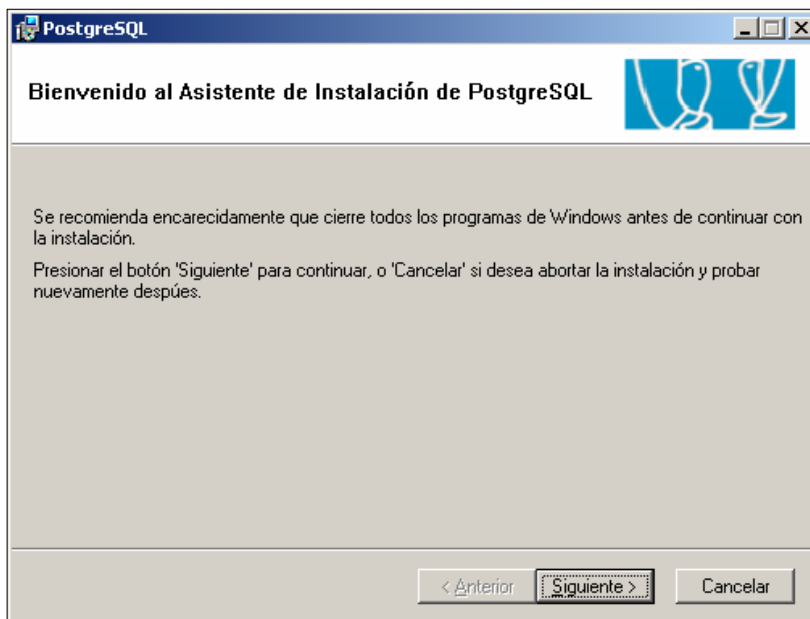 PostgreSQL
Bienvenido al Asistente de Instalación de PostgreSQL
Se recomienda encarecidamente que cierre todos los programas de Windows antes de continuar con
la instalación.
Presionar el botón 'Siguiente' para continuar, o 'Cancelar' si desea abortar la instalación y probar
nuevamente despúes.
< Anterior Siguiente > Cancelar